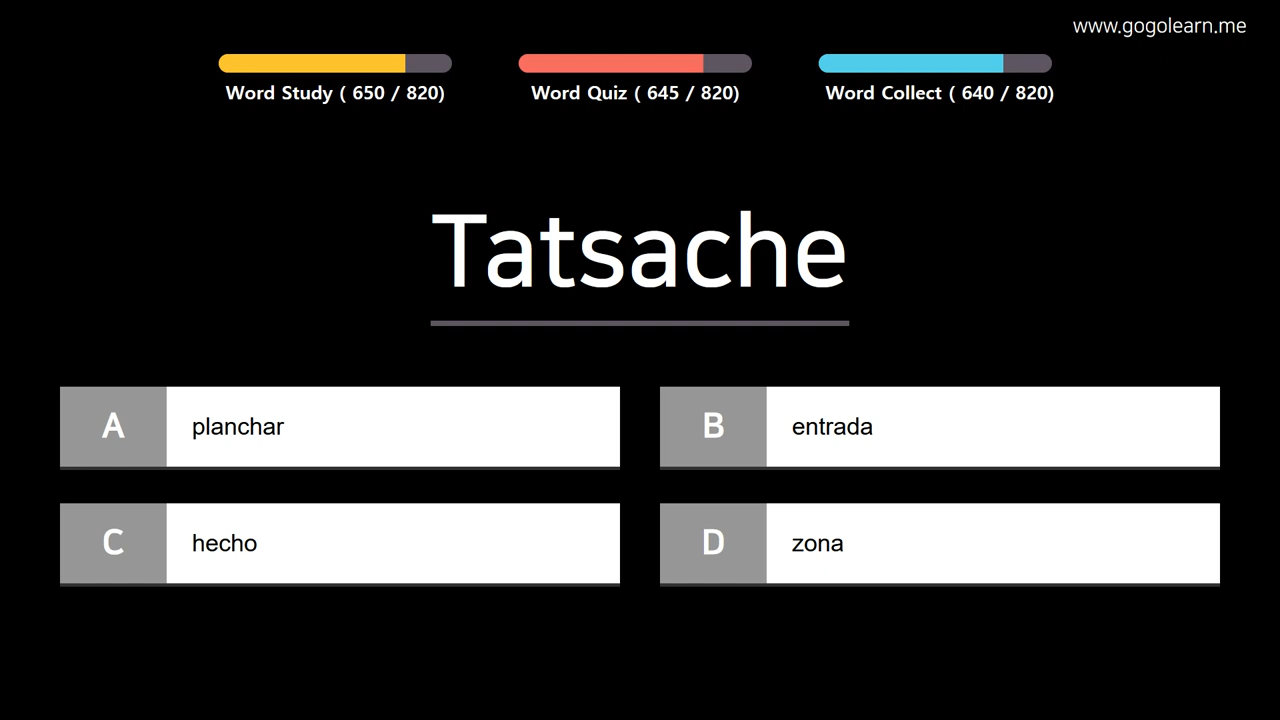 www.gogolearn.me
Word Study ( 650 / 820)
Word Quiz ( 645 / 820)
Word Collect ( 640 / 820)
Tatsache
A planchar
B entrada
C hecho
D zona